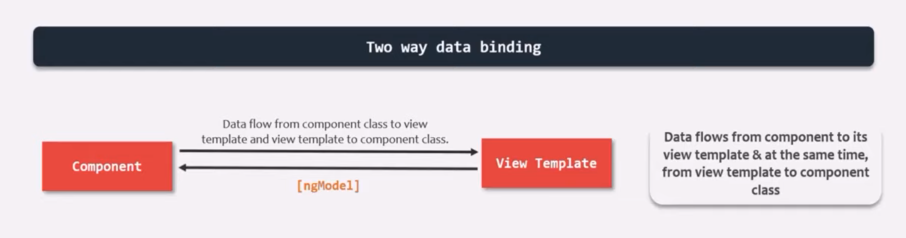 Two way data binding
Data flow from component class to view
template and view template to component class.
Component
View Template
[ngModel]
Data flows from component to its
view template & at the same time,
from view template to component
class